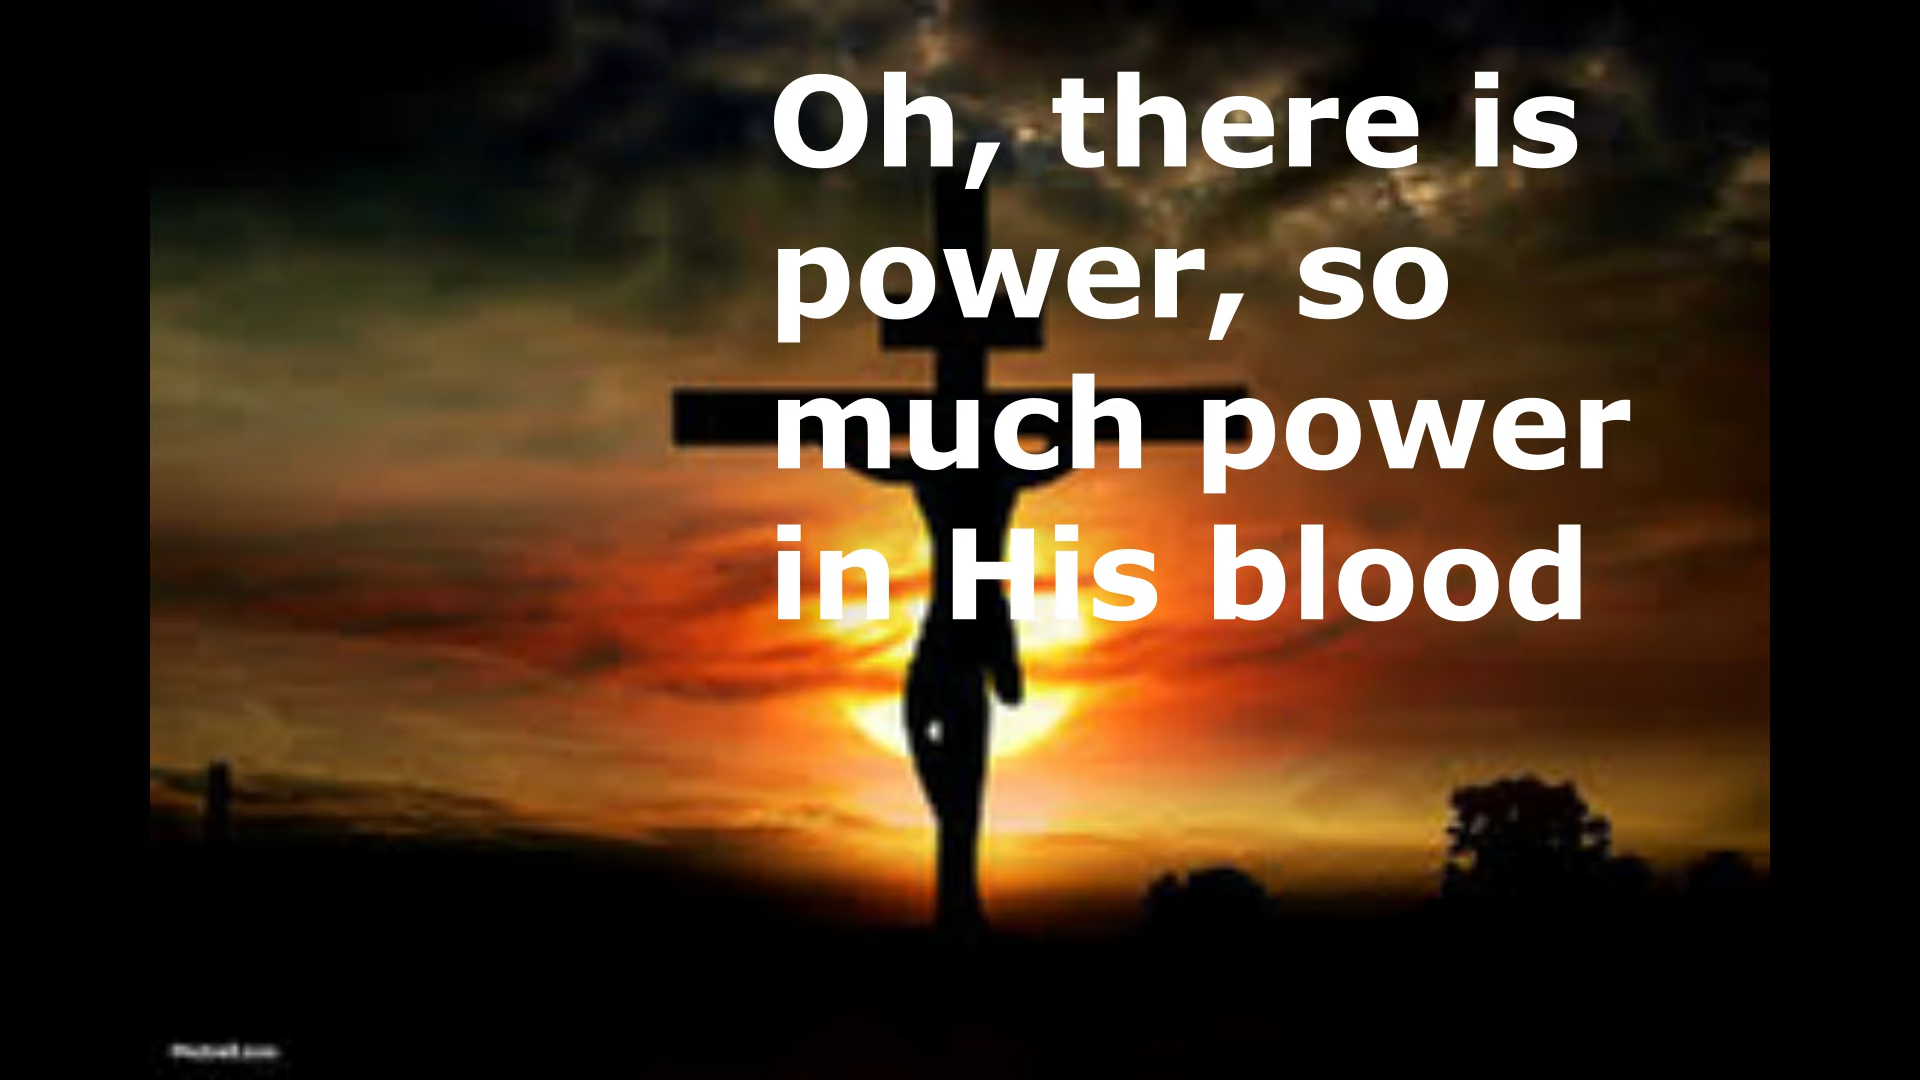 Oh, there is
power, so
much power
in His blood